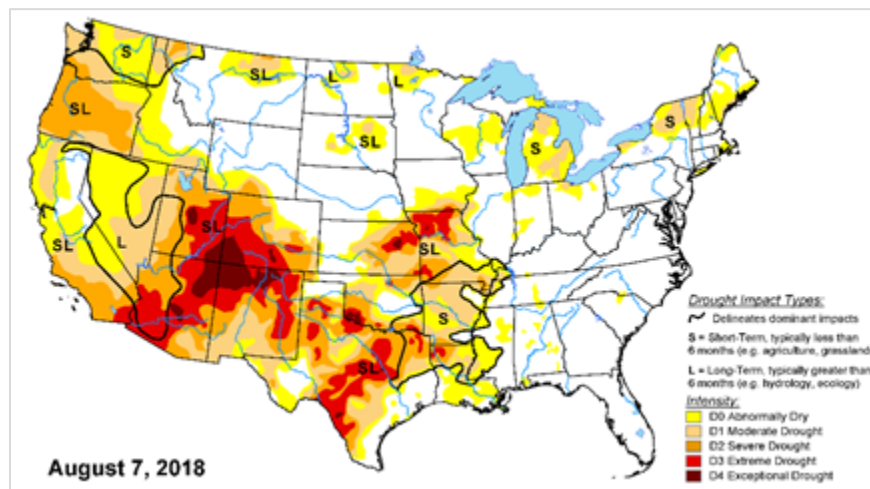 S
SL
L
L
SL
S
SL
S
SL
SL
L
SL
S
SL
Drought Impact Types:
Delineates dominant impacts
S = Short-Term, typically less than
6 months (e.g. agriculture, grassland
L = Long-Term, typically greater than
6 months (e.g. hydrology, ecology)
Intensity:
D0 Abnormally Dry
D1 Moderate Drought
D2 Severe Drought
D3 Extreme Drought
D4 Exceptional Drought
August 7, 2018